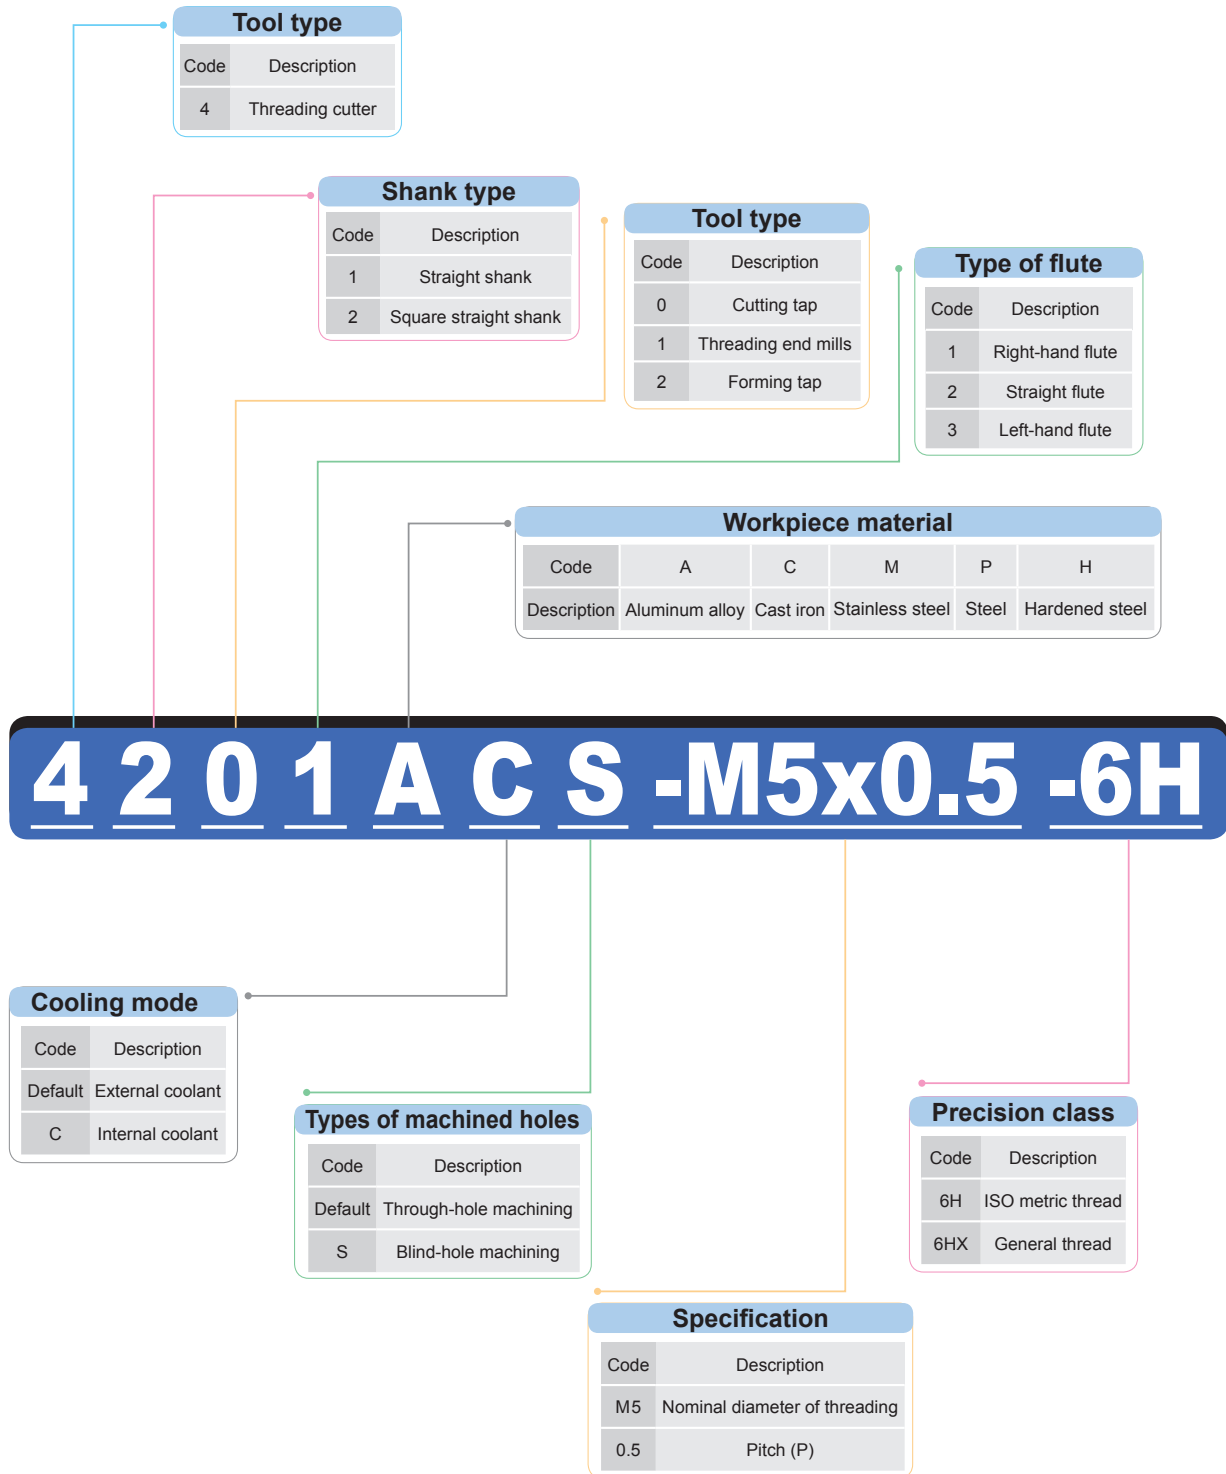 Tool type
Code Description
4 Threading cutter
Shank type
Code Description
1 Straight shank
2 Square straight shank
Tool type
Code Description
0 Cutting tap
1 Threading end mills
2 Forming tap
Type of flute
Code Description
1 Right-hand flute
2 Straight flute
3 Left-hand flute
Workpiece material
Code A C M P H
Description Aluminum alloy Cast iron Stainless steel Steel Hardened steel
4 2 0 1 A C S -M5x0.5 -6H
Cooling mode
Code Description
Default External coolant
C Internal coolant
Types of machined holes
Code Description
Default Through-hole machining
S Blind-hole machining
Precision class
Code Description
6H ISO metric thread
6HX General thread
Specification
Code Description
M5 Nominal diameter of threading
0.5 Pitch (P)